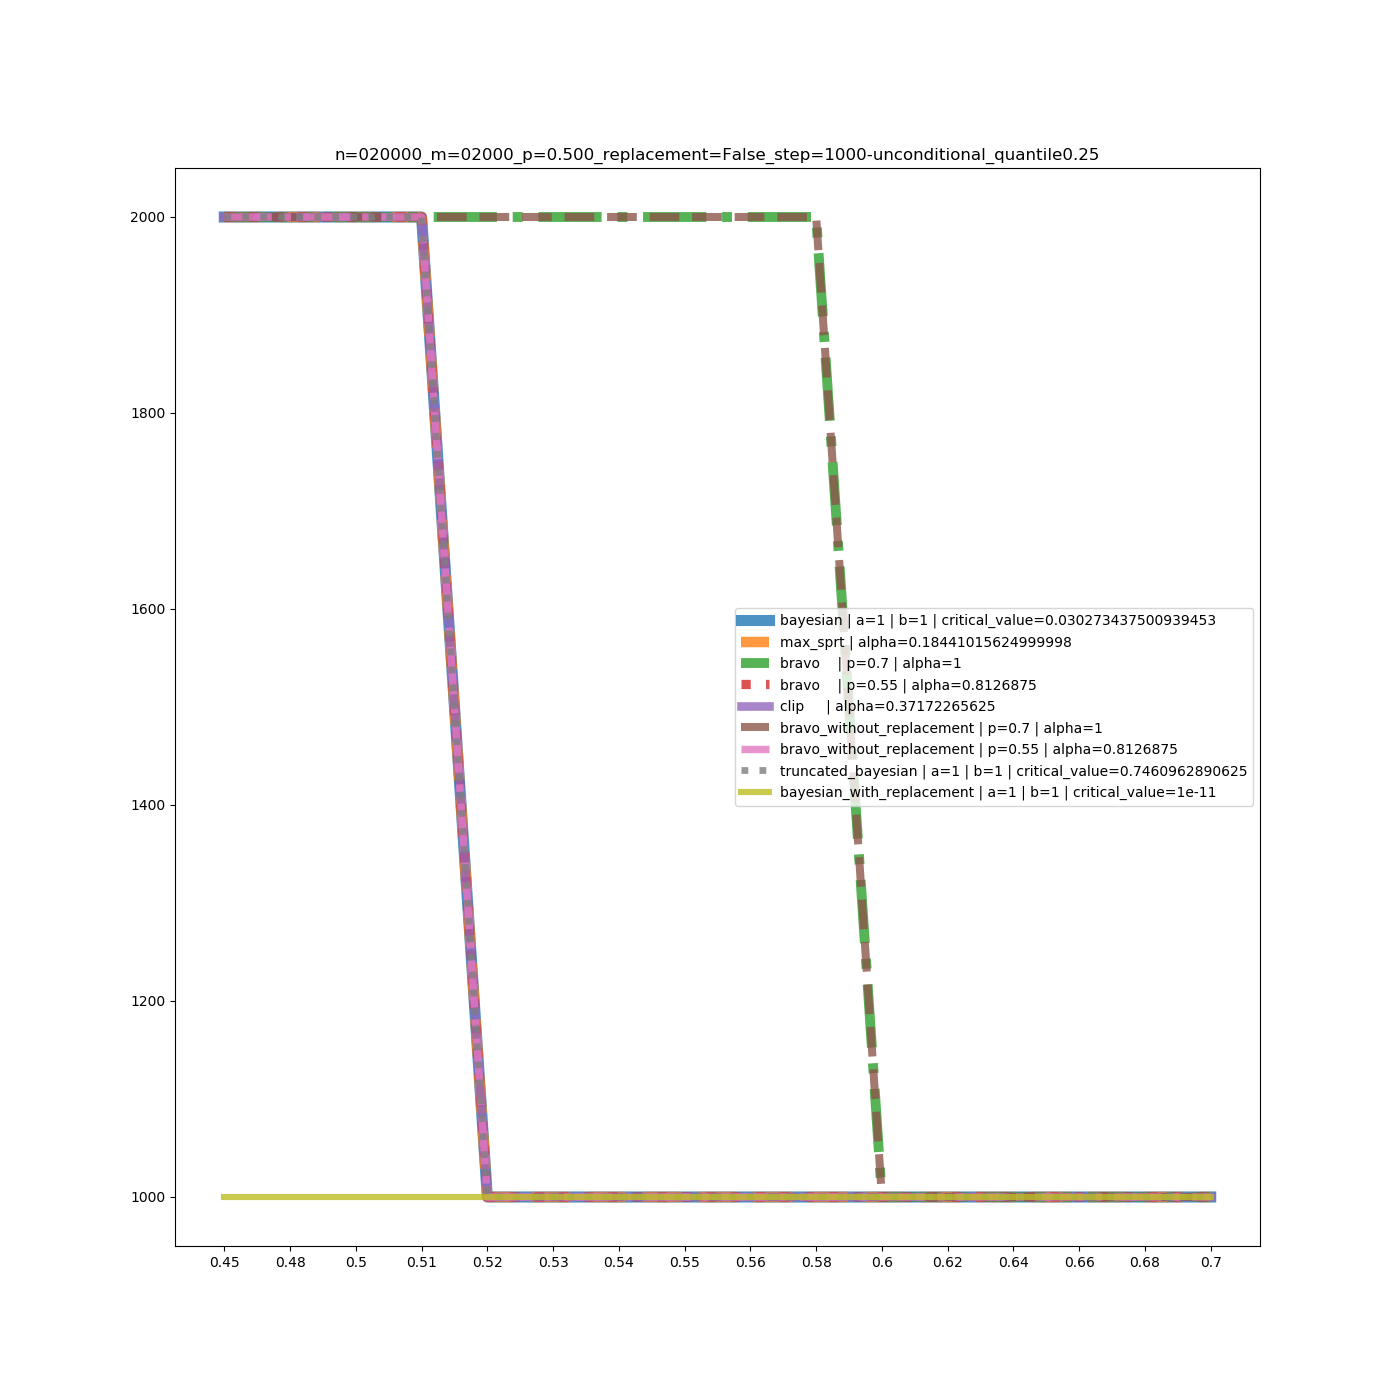 n=020000_m=02000_p=0.500_replacement=False_step=1000-unconditional_quantile0.25
2000
1800
1600
1400
1200
1000
bayesian | a=1 | b=1 | critical_value=0.030273437500939453
max_sprt | alpha=0.18441015624999998
bravo | p=0.7 | alpha=1
bravo | p=0.55 | alpha=0.8126875
clip | alpha=0.37172265625
bravo_without_replacement | p=0.7 | alpha=1
bravo_without_replacement | p=0.55 | alpha=0.8126875
truncated_bayesian | a=1 | b=1 | critical_value=0.7460962890625
bayesian_with_replacement | a=1 | b=1 | critical_value=1e-11
0.45 0.48 0.5 0.51 0.52 0.53 0.54 0.55 0.56 0.58 0.6 0.62 0.64 0.66 0.68 0.7